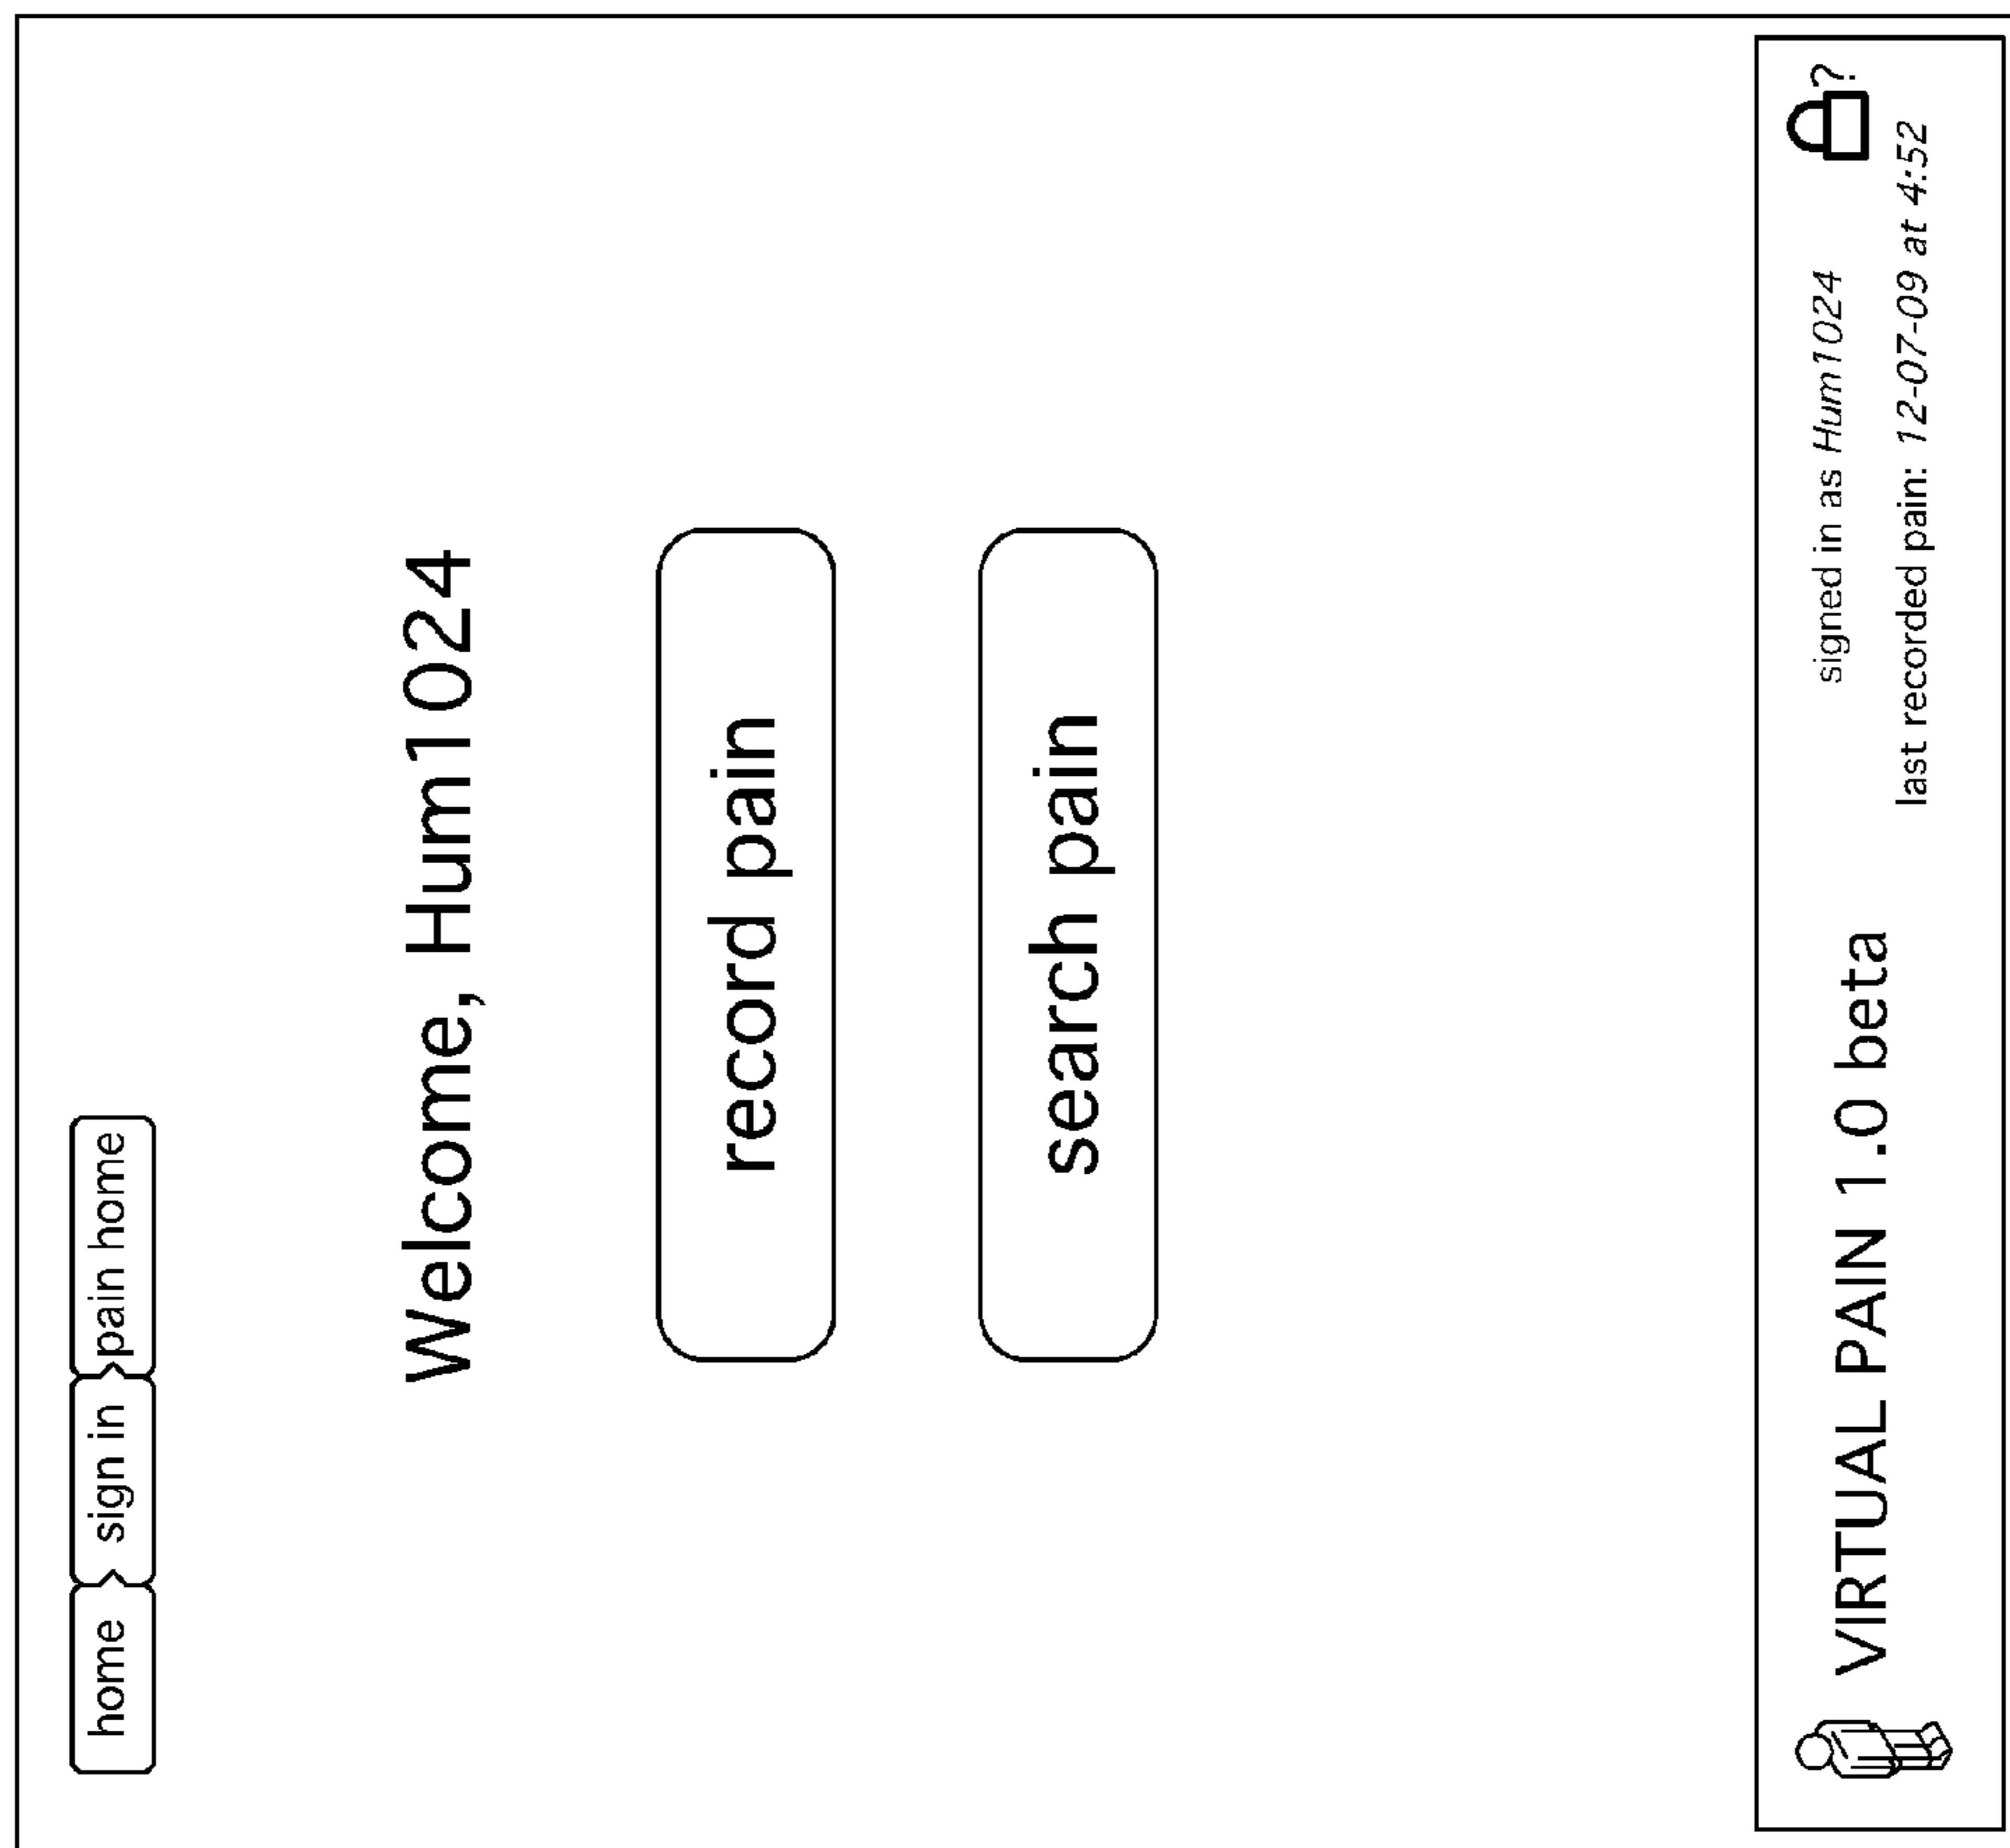 home sign in pain home
Welcome, Hum1024
record pain
search pain
VIRTUAL PAIN 1.0 beta
signed in as Hum1024
?
last recorded pain: 12-07-09 at 4:52